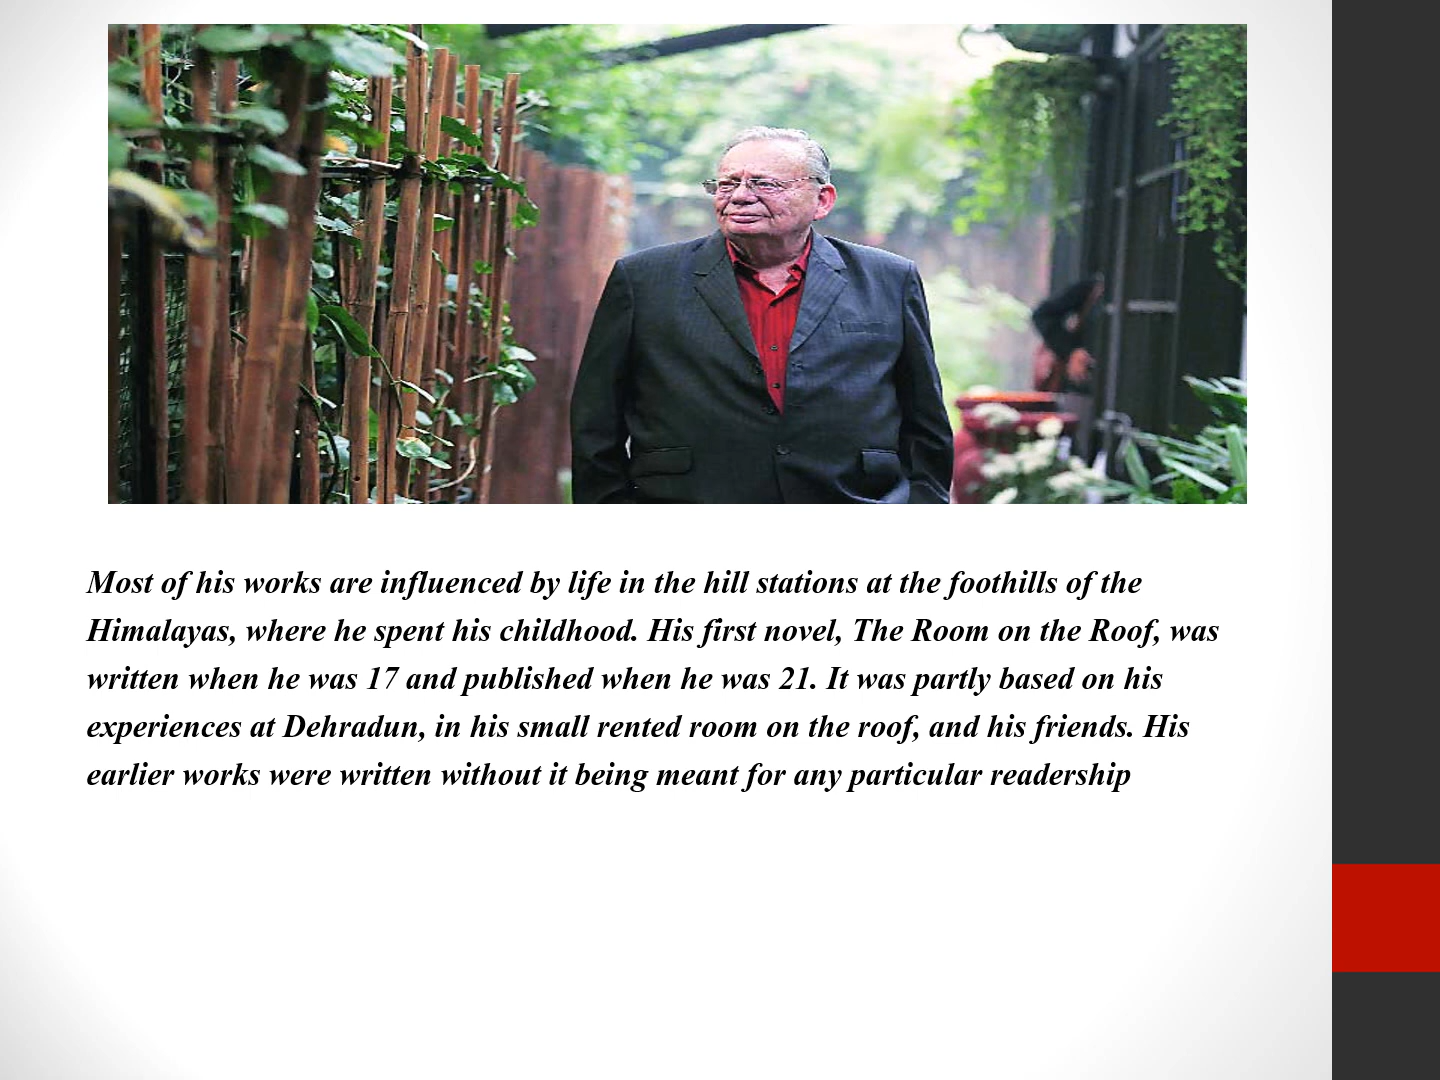 Most of his works are influenced by life in the hill stations at the foothills of the
Himalayas, where he spent his childhood. His first novel, The Room on the Roof, was
written when he was 17 and published when he was 21. It was partly based on his
experiences at Dehradun, in his small rented room on the roof, and his friends. His
earlier works were written without it being meant for any particular readership